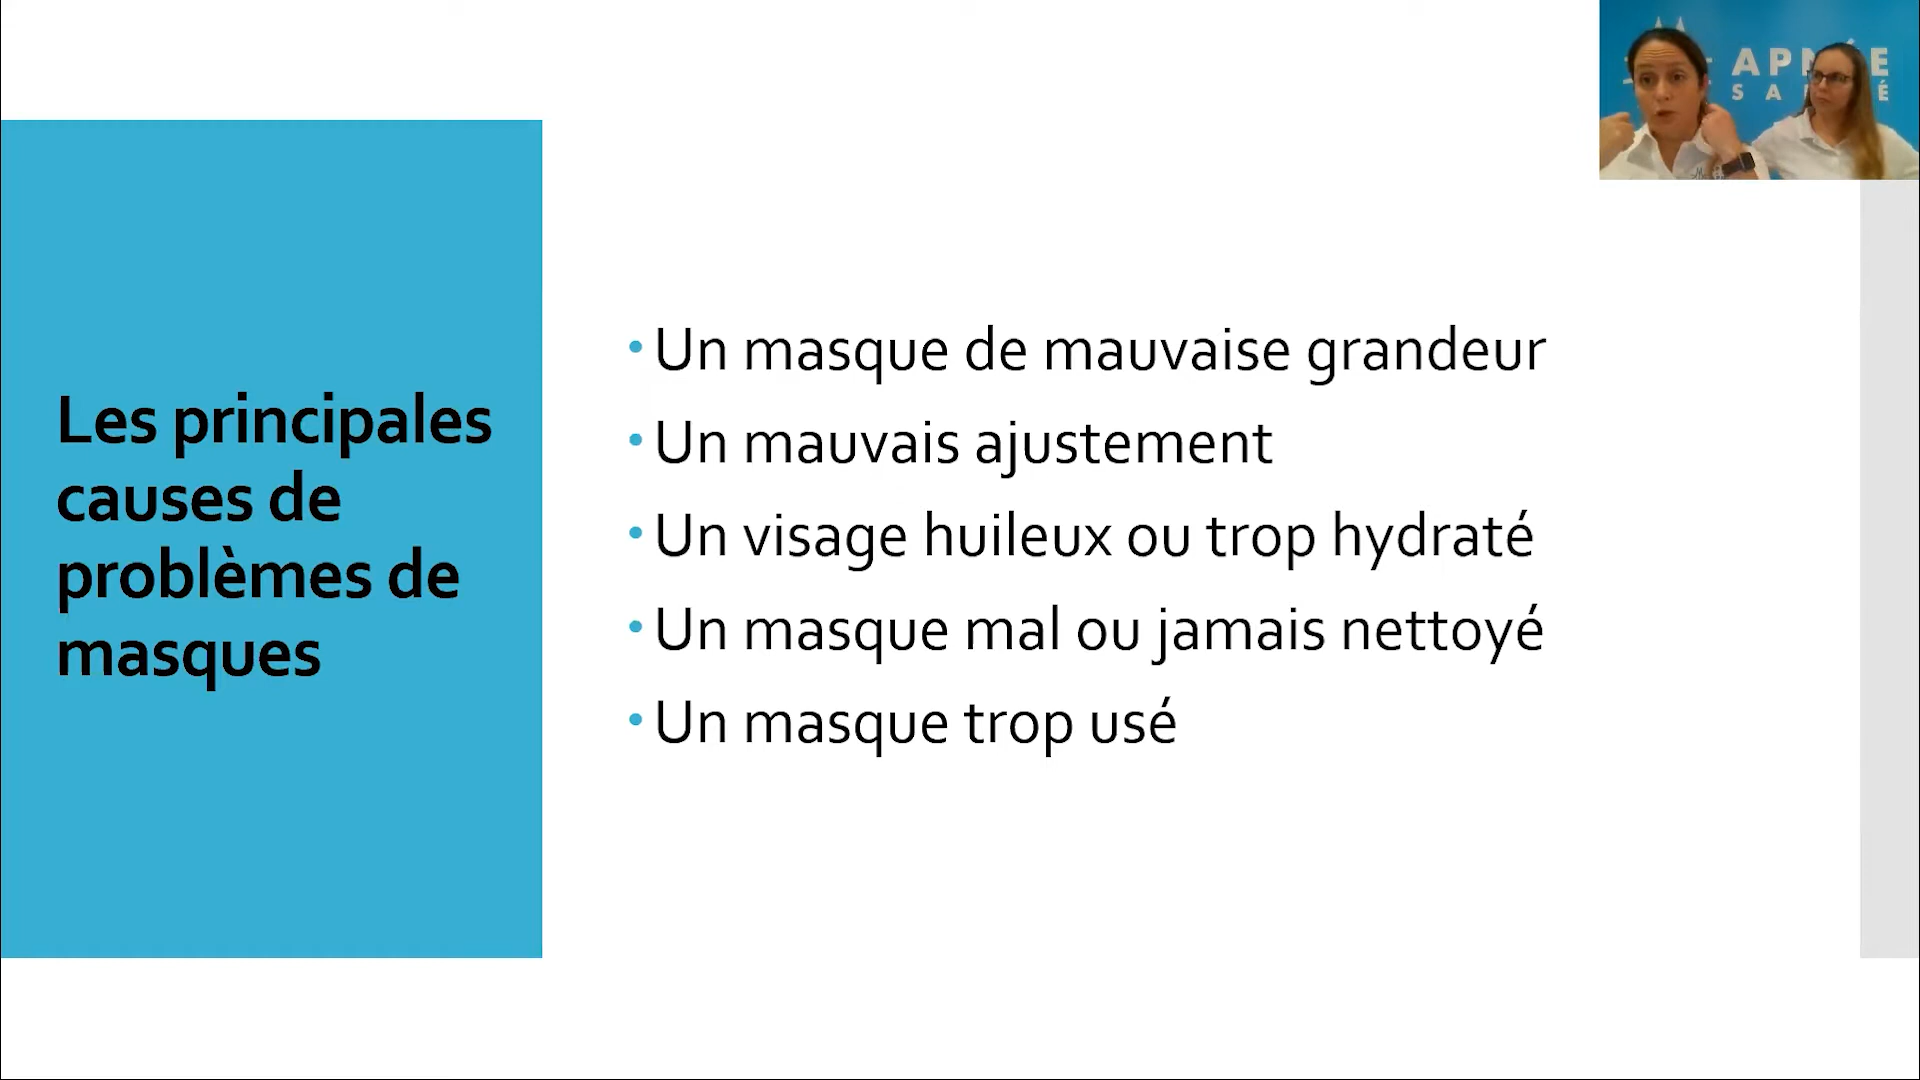 Les principales
causes de
problèmes de
masques
• Un masque de mauvaise grandeur
• Un mauvais ajustement
• Un visage huileux ou trop hydraté
• Un masque mal ou jamais nettoyé
• Un masque trop usé